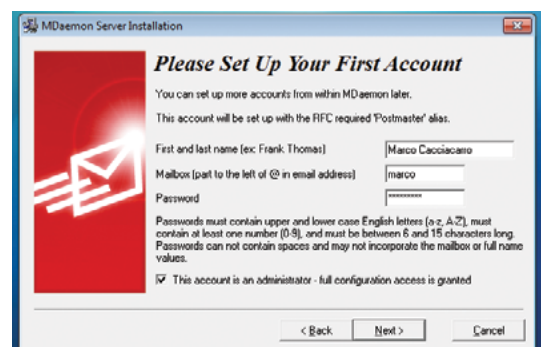 MDaemon Server Installation
Please Set Up Your First Account
You can set up more accounts from within MDaemon later.
This account will be set up with the RFC required 'Postmaster' alias.
First and last name (ex: Frank Thomas)
Marco Cacciacarro
Mailbox (part to the left of @ in email address)
marco
Password
*********
Passwords must contain upper and lower case English letters (a-z, A-Z), must
contain at least one number (0-9), and must be between 6 and 15 characters long.
Passwords can not contain spaces and may not incorporate the mailbox or full name
values.
This account is an administrator - full configuration access is granted
< Back
Next >
Cancel